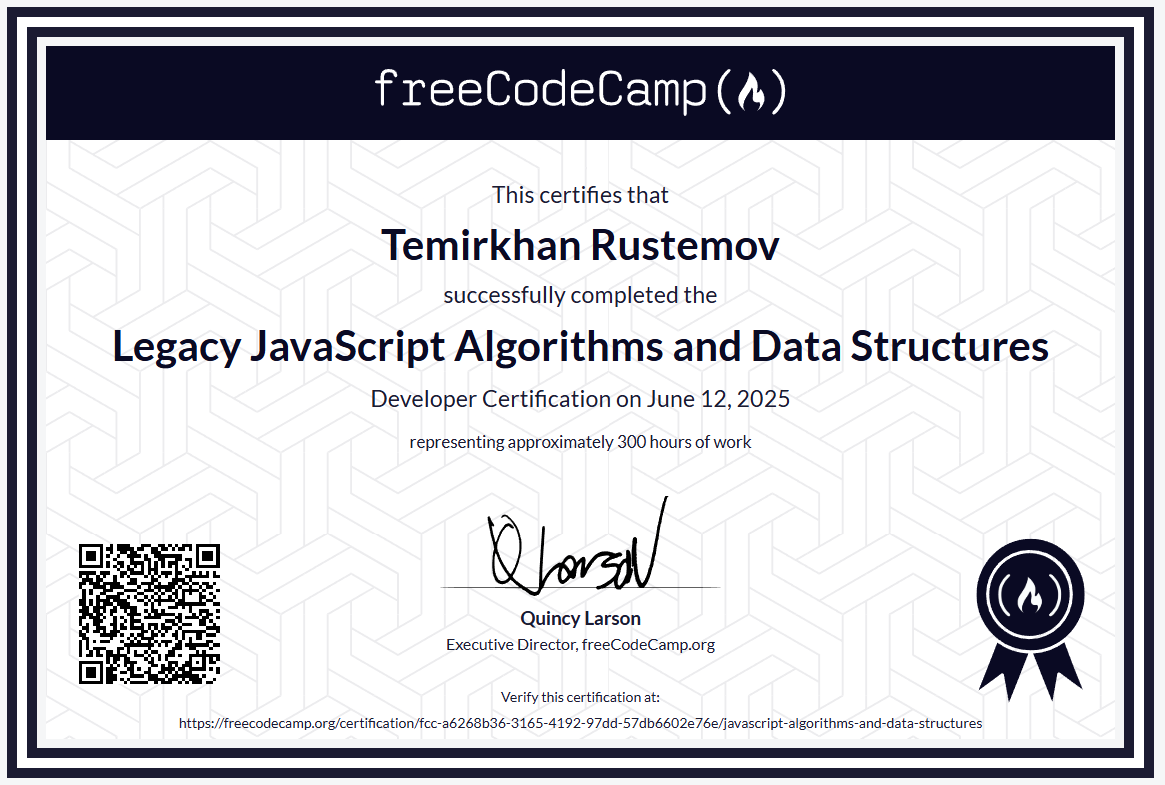 freeCodeCamp
This certifies that
Temirkhan Rustemov
successfully completed the
Legacy JavaScript Algorithms and Data Structures
Developer Certification on June 12, 2025
representing approximately 300 hours of work
Q Larson
Quincy Larson
Executive Director, freeCodeCamp.org
Verify this certification at:
https://freecodecamp.org/certification/fcc-a6268b36-3165-4192-97dd-57db6602e76e/javascript-algorithms-and-data-structures